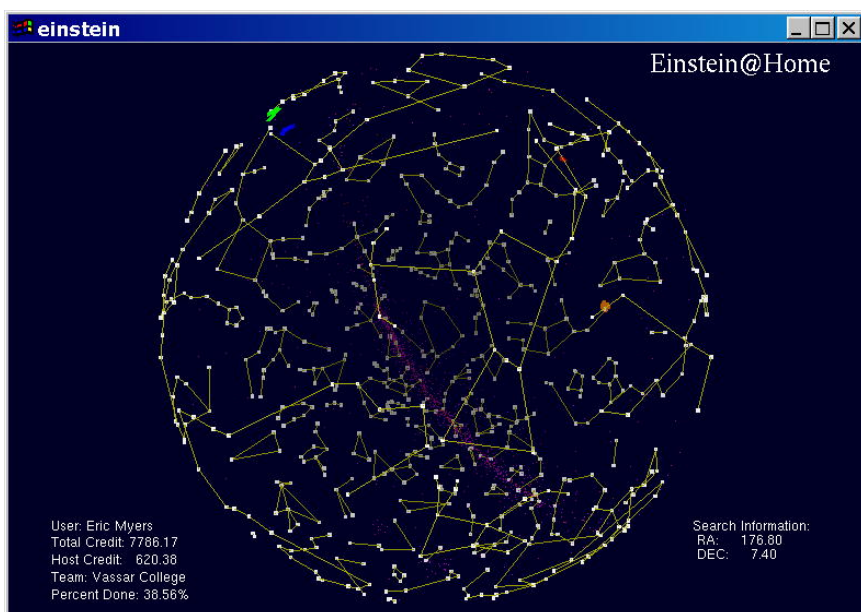 einstein
Einstein@Home
User: Eric Myers
Total Credit: 7786.17
Host Credit: 620.38
Team: Vassar College
Percent Done: 38.56%
Search Information:
RA: 176.80
DEC: 7.40